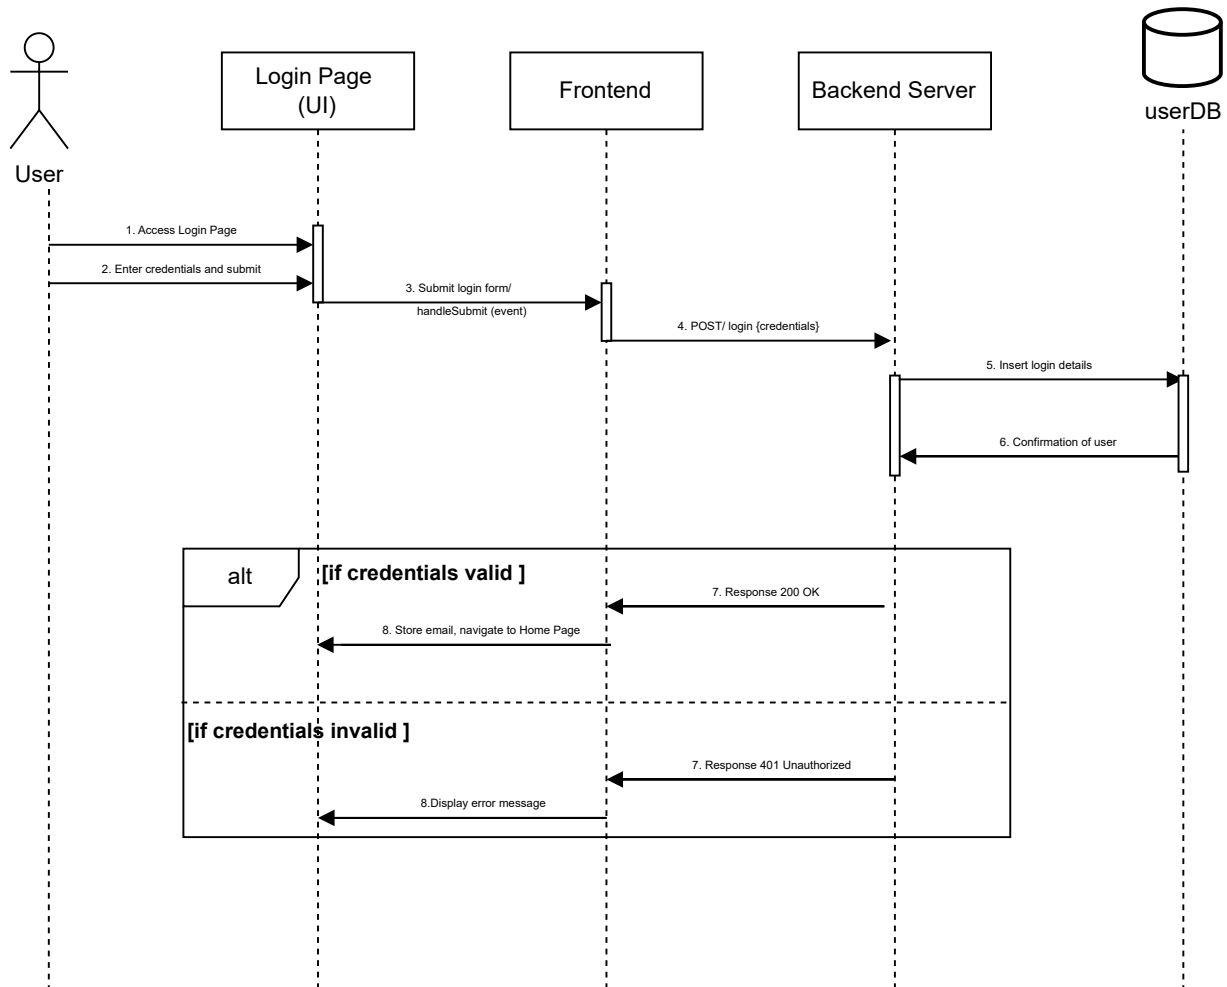 User
Login Page
(UI)
Frontend
Backend Server
userDB
1. Access Login Page
2. Enter credentials and submit
3. Submit login form/
handleSubmit (event)
4. POST/ login {credentials}
5. Insert login details
6. Confirmation of user
alt
[if credentials valid ]
7. Response 200 OK
8. Store email, navigate to Home Page
[if credentials invalid ]
7. Response 401 Unauthorized
8.Display error message